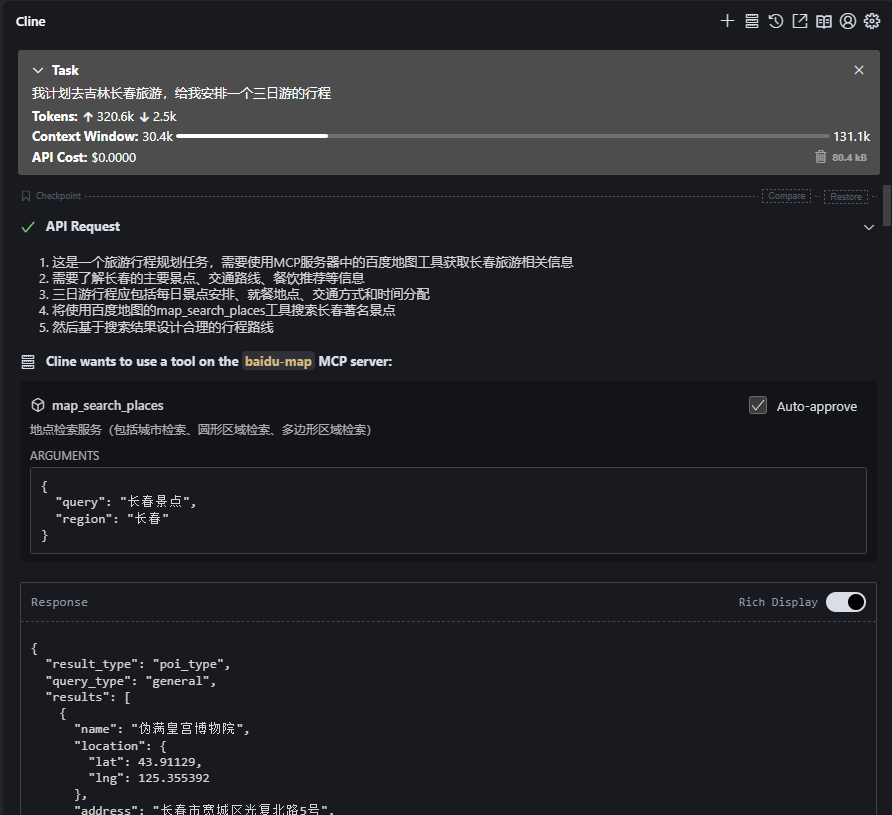 Cline
Task
我计划去吉林长春旅游，给我安排一个三日游的行程
Tokens: ↑ 320.6k ↓ 2.5k
Context Window: 30.4k 131.1k
API Cost: $0.0000 80.4 kB
Checkpoint Compare Restore
API Request
1. 这是一个旅游行程规划任务，需要使用MCP服务器中的百度地图工具获取长春旅游相关信息
2. 需要了解长春的主要景点、交通路线、餐饮推荐等信息
3. 三日游行程应包括每日景点安排、就餐地点、交通方式和时间分配
4. 将使用百度地图的map_search_places工具搜索长春著名景点
5. 然后基于搜索结果设计合理的行程路线
Cline wants to use a tool on the baidu-map MCP server:
map_search_places Auto-approve
地点检索服务（包括城市检索、圆形区域检索、多边形区域检索）
ARGUMENTS
{
"query": "长春景点",
"region": "长春"
}
Response Rich Display
{
"result_type": "poi_type",
"query_type": "general",
"results": [
{
"name": "伪满皇宫博物院",
"location": {
"lat": 43.91129,
"lng": 125.355392
},
"address": "长春市宽城区光复北路5号",